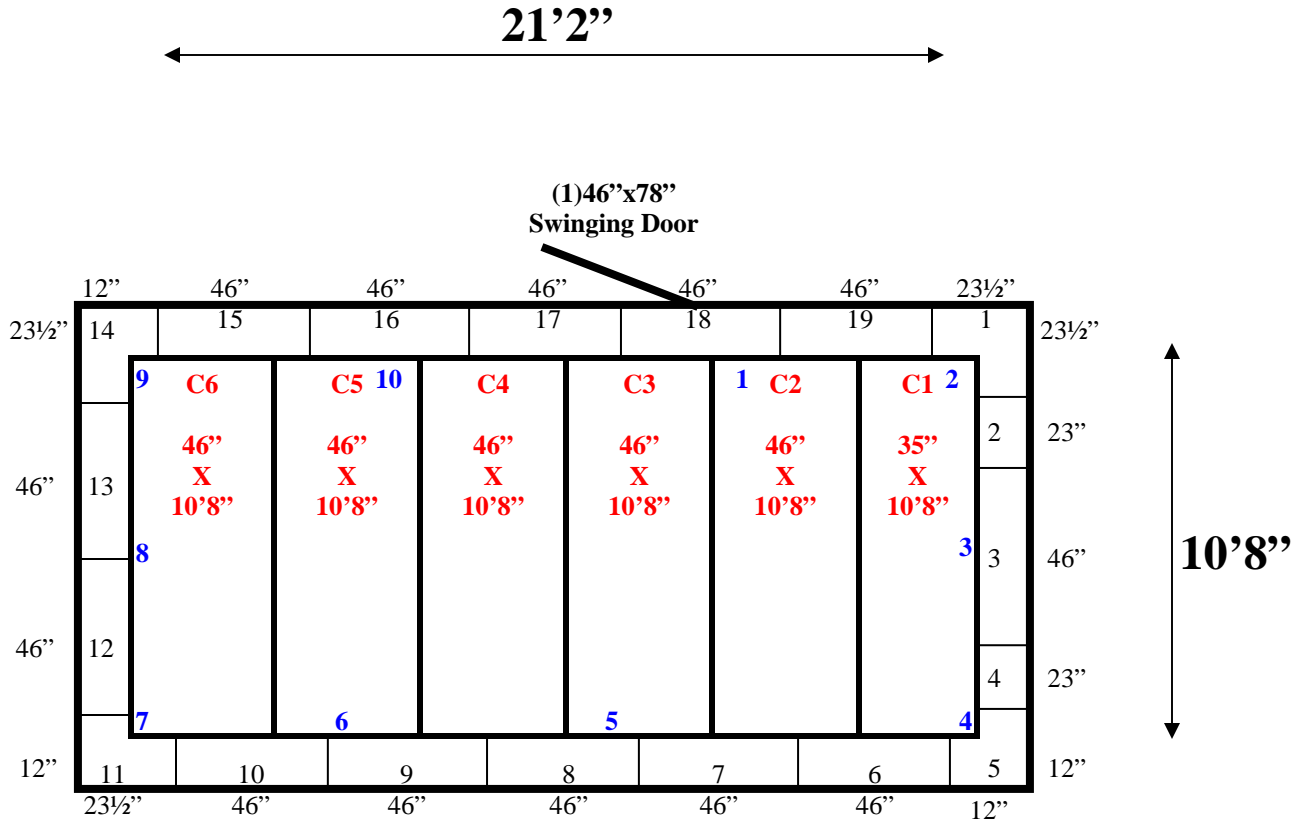 21’2”
(1)46”x78”
Swinging Door
12” 46” 46” 46” 46” 46” 23½”
23½” 14 15 16 17 18 19 1 23½”
9 C6 C5 10 C4 C3 1 C2 C1 2
2 23”
46” 46” 46” 46” 46” 35”
X X X X X X
10’8” 10’8” 10’8” 10’8” 10’8” 10’8”
46” 13
8 3 3 46” 10’8”
46” 12
4 23”
7 6 5 4
12” 11 10 9 8 7 6 5 12”
23½” 46” 46” 46” 46” 46” 12”